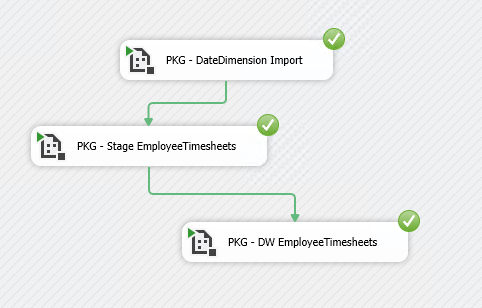 PKG - DateDimension Import
PKG - Stage EmployeeTimesheets
PKG - DW EmployeeTimesheets